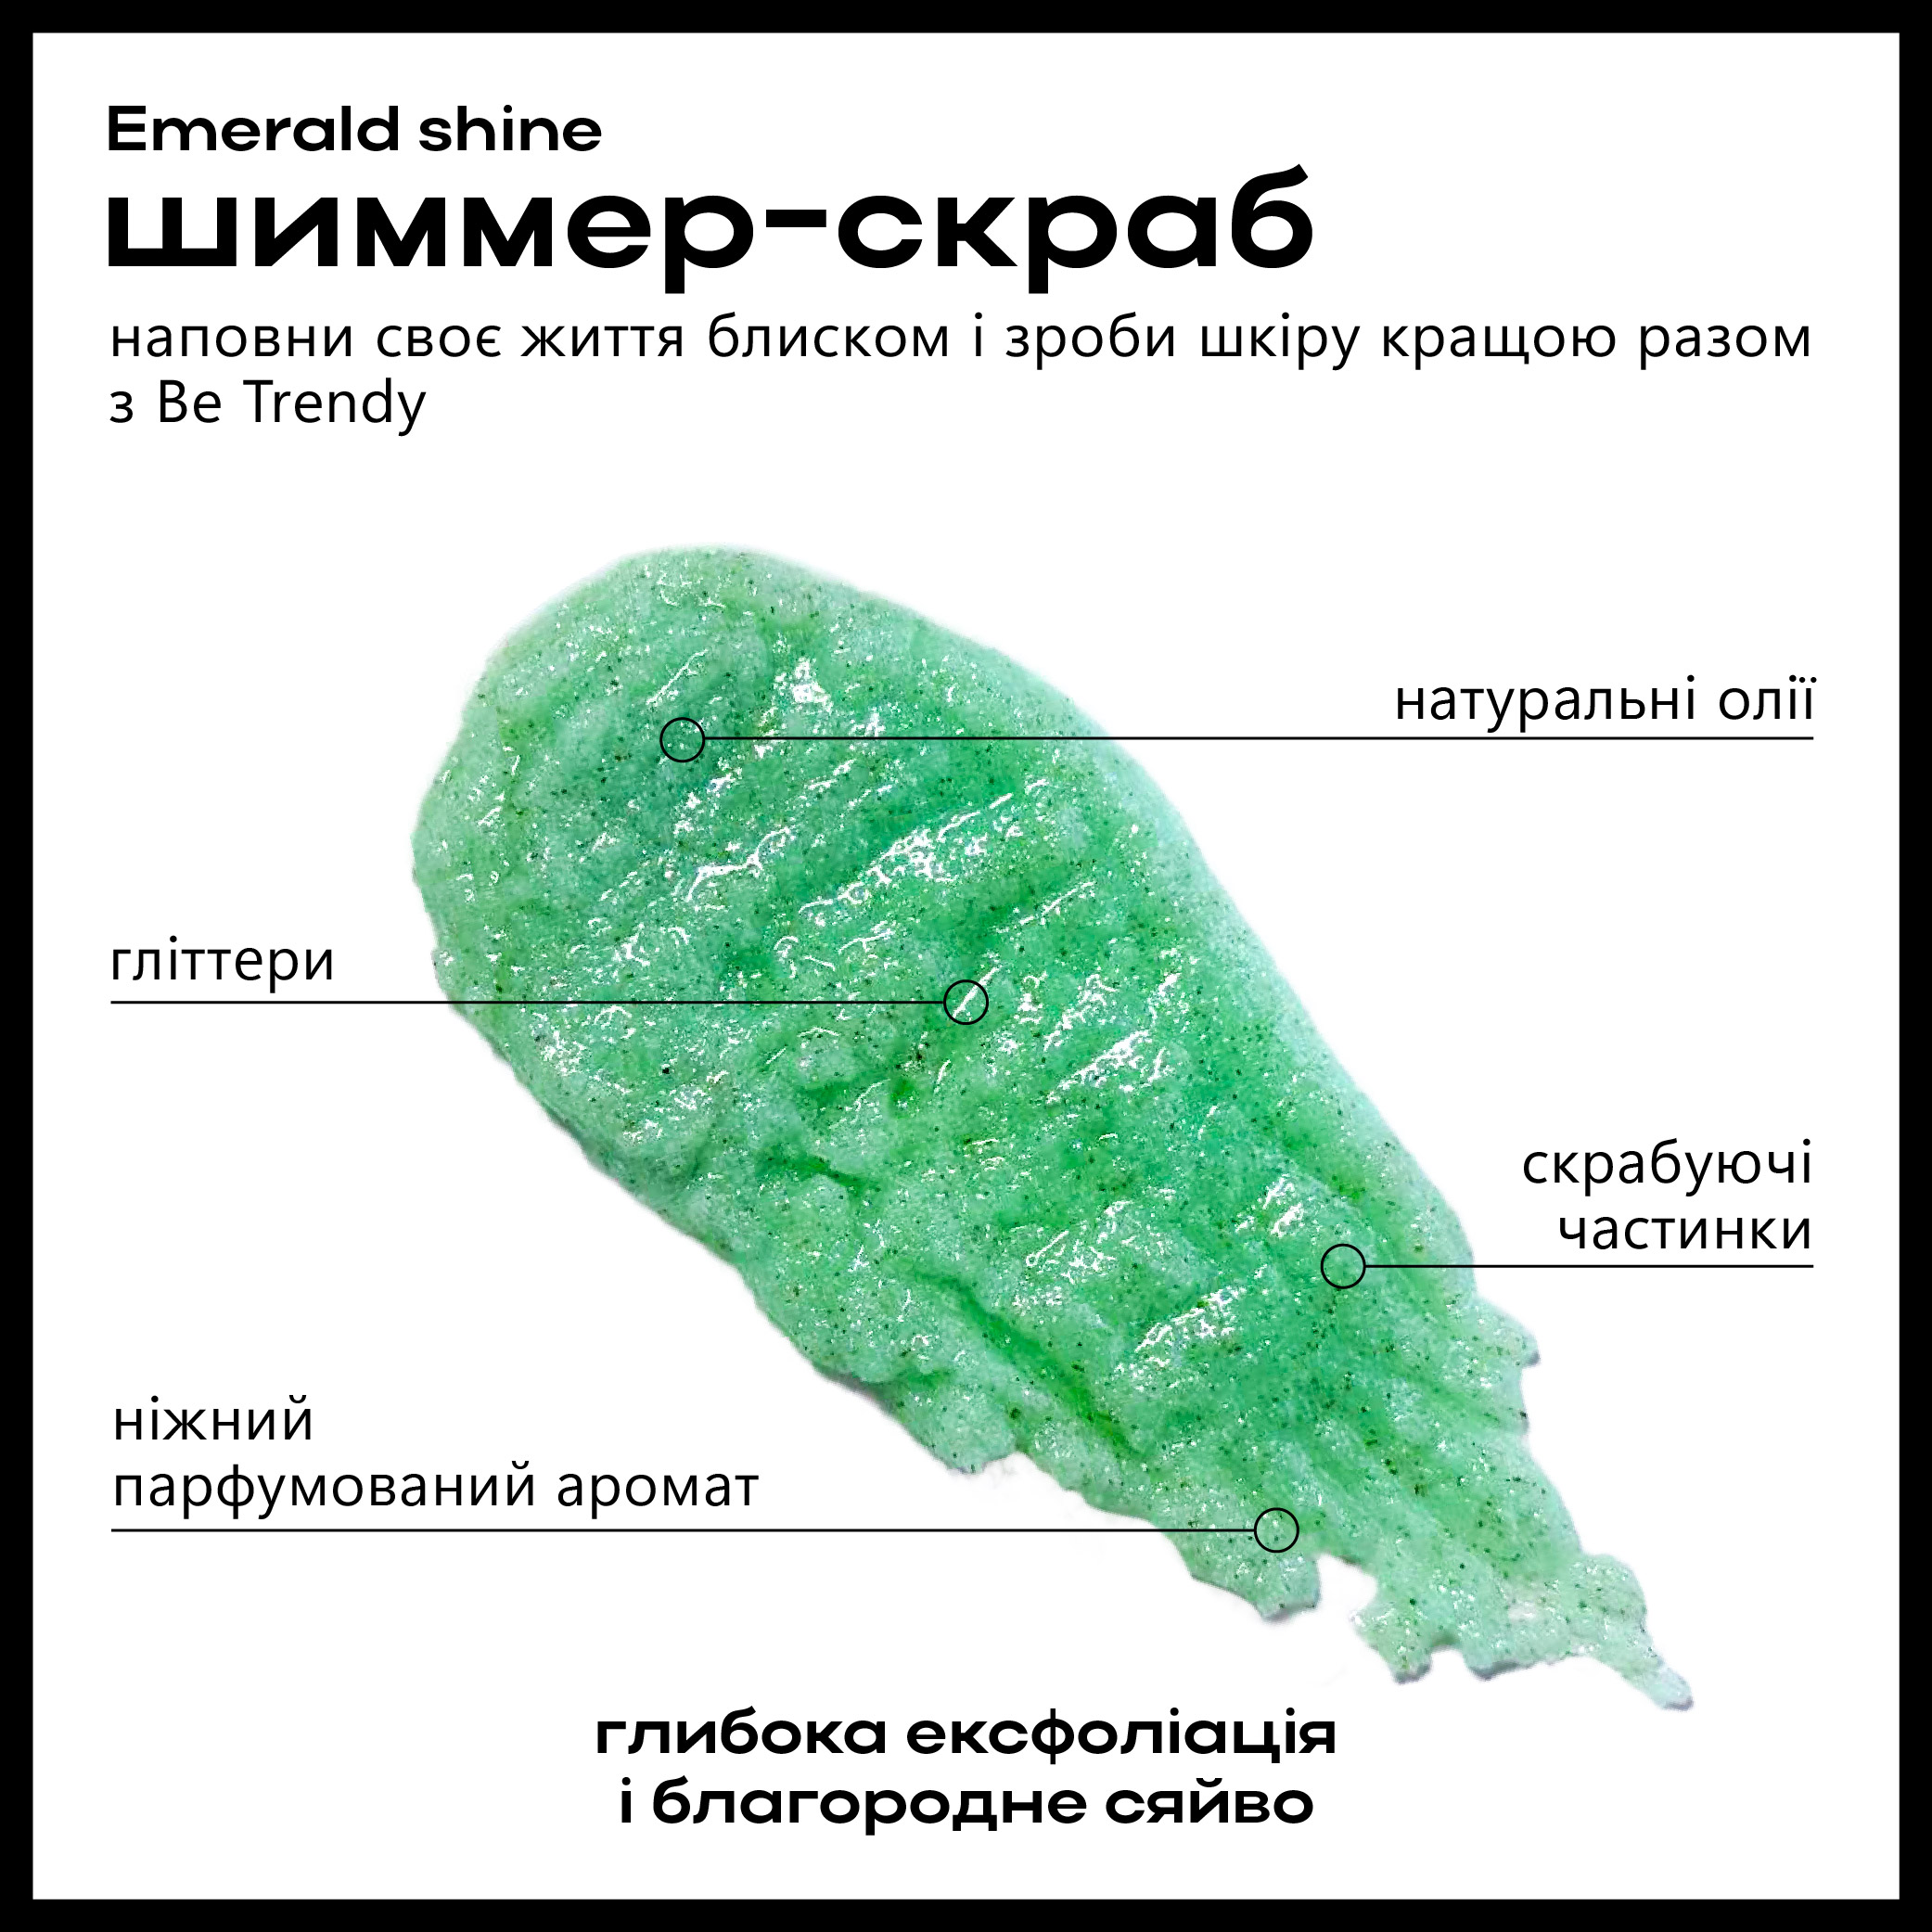 Emerald shine
шиммер-скраб
наповни своє життя блиском і зроби шкіру кращою разом
з Be Trendy
натуральні олії
гліттери
скрабуючі
частинки
ніжний
парфумований аромат
глибока ексфоліація
і благородне сяйво